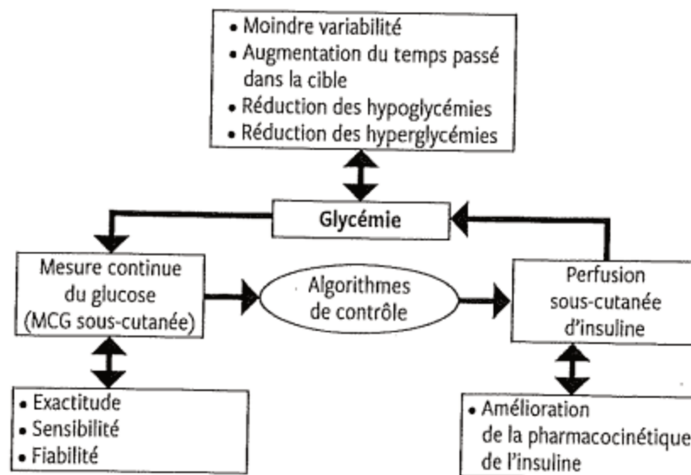 • Moindre variabilité
• Augmentation du temps passé
dans la cible
• Réduction des hypoglycémies
• Réduction des hyperglycémies
Glycémie
Mesure continue
du glucose
(MCG sous-cutanée)
Algorithmes
de contrôle
Perfusion
sous-cutanée
d'insuline
• Exactitude
• Sensibilité
• Fiabilité
• Amélioration
de la pharmacocinétique
de l'insuline